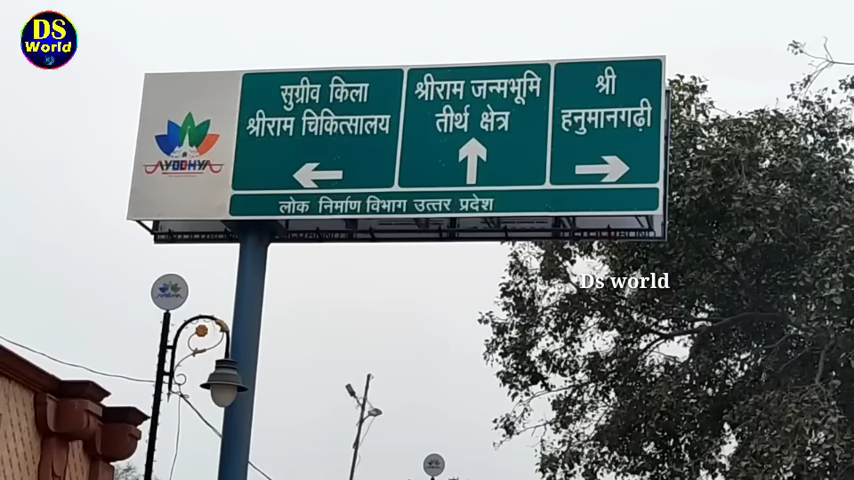 DS
World
सुग्रीव किला
श्रीराम चिकित्सालय
श्रीराम जन्मभूमि
तीर्थ क्षेत्र
श्री
हनुमानगढ़ी
AYODHYA
लोक निर्माण विभाग उत्तर प्रदेश
Ds world